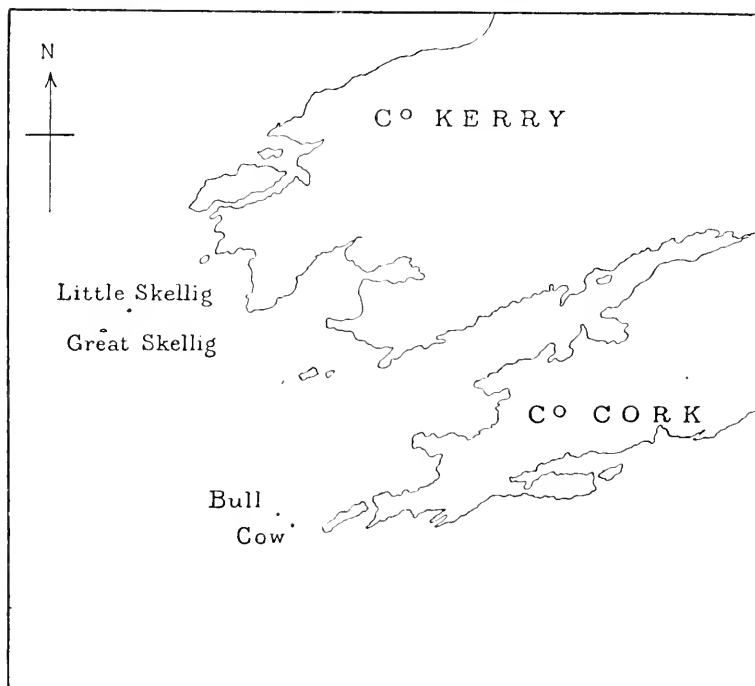 N
Cº KERRY
Little Skellig
Great Skellig
Cº CORK
Bull
Cow